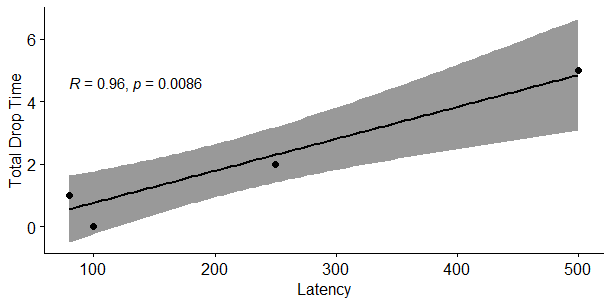 R = 0.96, p = 0.0086
Total Drop Time
6
4
2
0
100 200 300 400 500
Latency